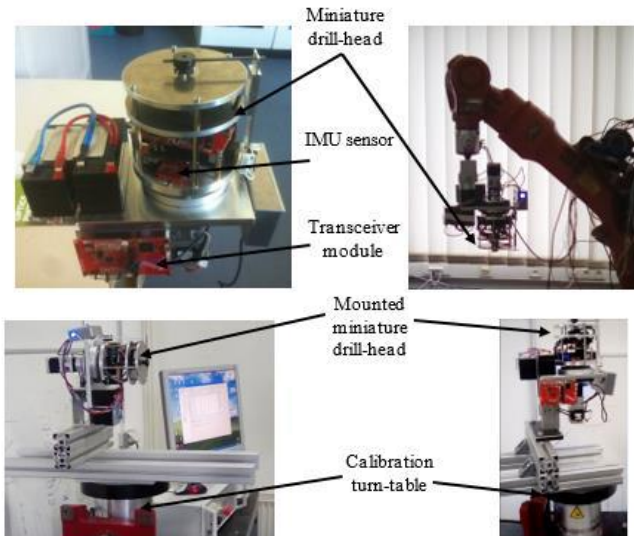 Miniature
drill-head
IMU sensor
Transceiver
module
Mounted
miniature
drill-head
Calibration
turn-table